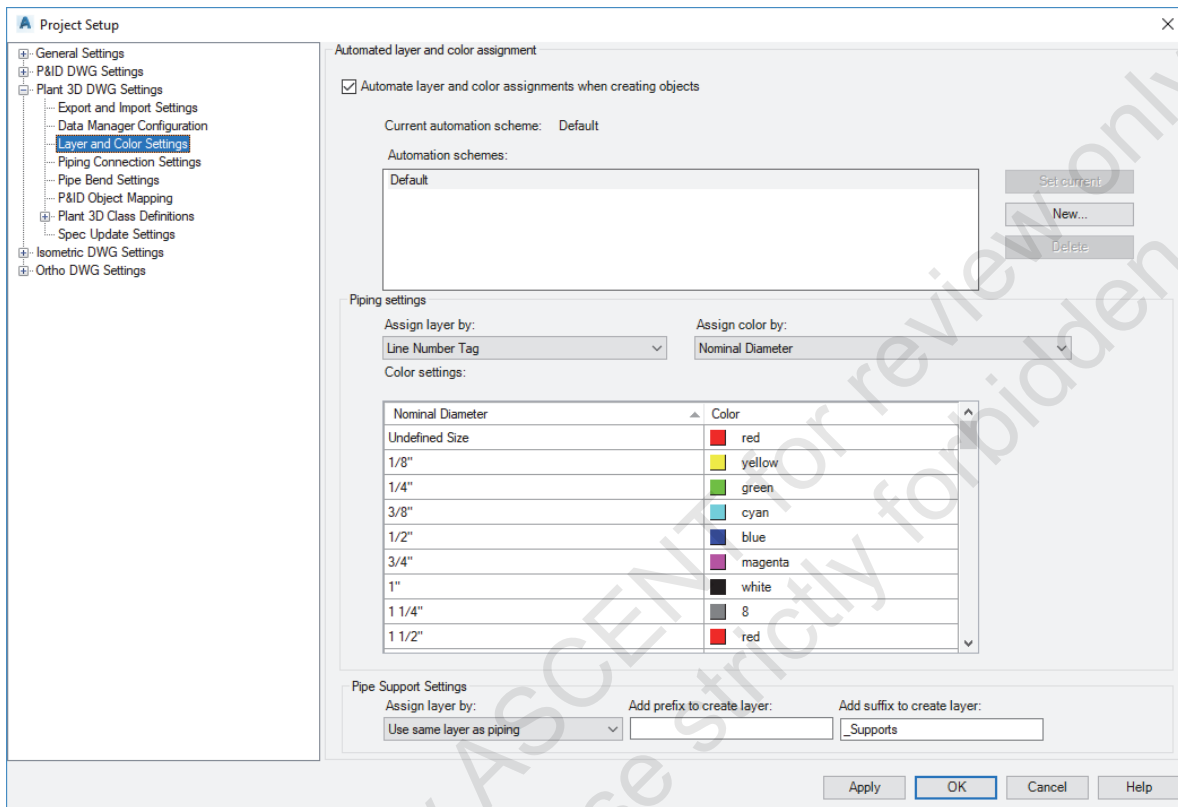 Project Setup
General Settings
P&ID DWG Settings
Plant 3D DWG Settings
Export and Import Settings
Data Manager Configuration
Layer and Color Settings
Piping Connection Settings
Pipe Bend Settings
P&ID Object Mapping
Plant 3D Class Definitions
Spec Update Settings
Isometric DWG Settings
Ortho DWG Settings
Automated layer and color assignment
Automate layer and color assignments when creating objects
Current automation scheme: Default
Automation schemes:
Default
Set current
New...
Delete
Piping settings
Assign layer by: Assign color by:
Line Number Tag Nominal Diameter
Color settings:
Nominal Diameter Color
Undefined Size red
1/8" yellow
1/4" green
3/8" cyan
1/2" blue
3/4" magenta
1" white
1 1/4" 8
1 1/2" red
Pipe Support Settings
Assign layer by: Add prefix to create layer: Add suffix to create layer:
Use same layer as piping _Supports
Apply OK Cancel Help
ASCENT for review only
strictly forbidden